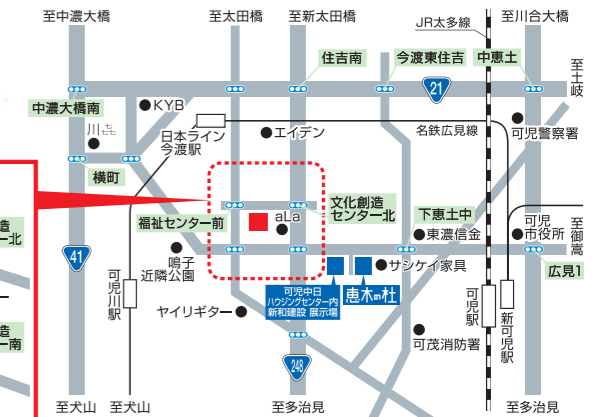 至中濃大橋
至太田橋
至新太田橋
JR太多線
至川合大橋
住吉南
今渡東住吉
中恵土
至土岐
21
中濃大橋南
KYB
川㐂
日本ライン
今渡駅
エイデン
名鉄広見線
可児警察署
横町
造
ー北
福祉センター前
aLa
文化創造
センター北
下恵土中
東濃信金
可児
市役所
至御嵩
41
鳴子
近隣公園
サンケイ家具
広見1
可児川駅
可児中日
ハウジングセンター内
新和建設 展示場
恵木の杜
可児駅
新可児駅
ヤイリギター
造
ー南
可茂消防署
248
至犬山
至犬山
至多治見
至多治見